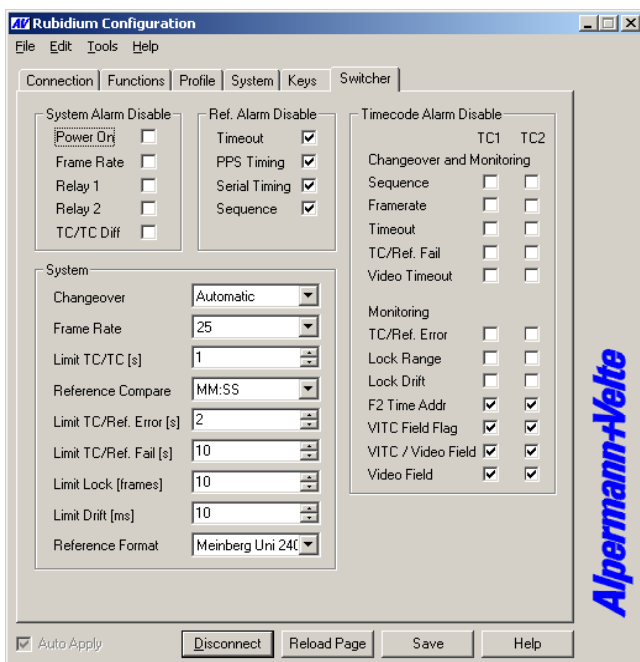 AV Rubidium Configuration
File Edit Tools Help
Connection Functions Profile System Keys Switcher
System Alarm Disable
Power On
Frame Rate
Relay 1
Relay 2
TC/TC Diff
Ref. Alarm Disable
Timeout
PPS Timing
Serial Timing
Sequence
Timecode Alarm Disable
TC1 TC2
Changeover and Monitoring
Sequence
Framerate
Timeout
TC/Ref. Fail
Video Timeout
Monitoring
TC/Ref. Error
Lock Range
Lock Drift
F2 Time Addr
VITC Field Flag
VITC / Video Field
Video Field
System
Changeover Automatic
Frame Rate 25
Limit TC/TC [s] 1
Reference Compare MM:SS
Limit TC/Ref. Error [s] 2
Limit TC/Ref. Fail [s] 10
Limit Lock [frames] 10
Limit Drift [ms] 10
Reference Format Meinberg Uni 240
Alpermann+Velte
Auto Apply Disconnect Reload Page Save Help